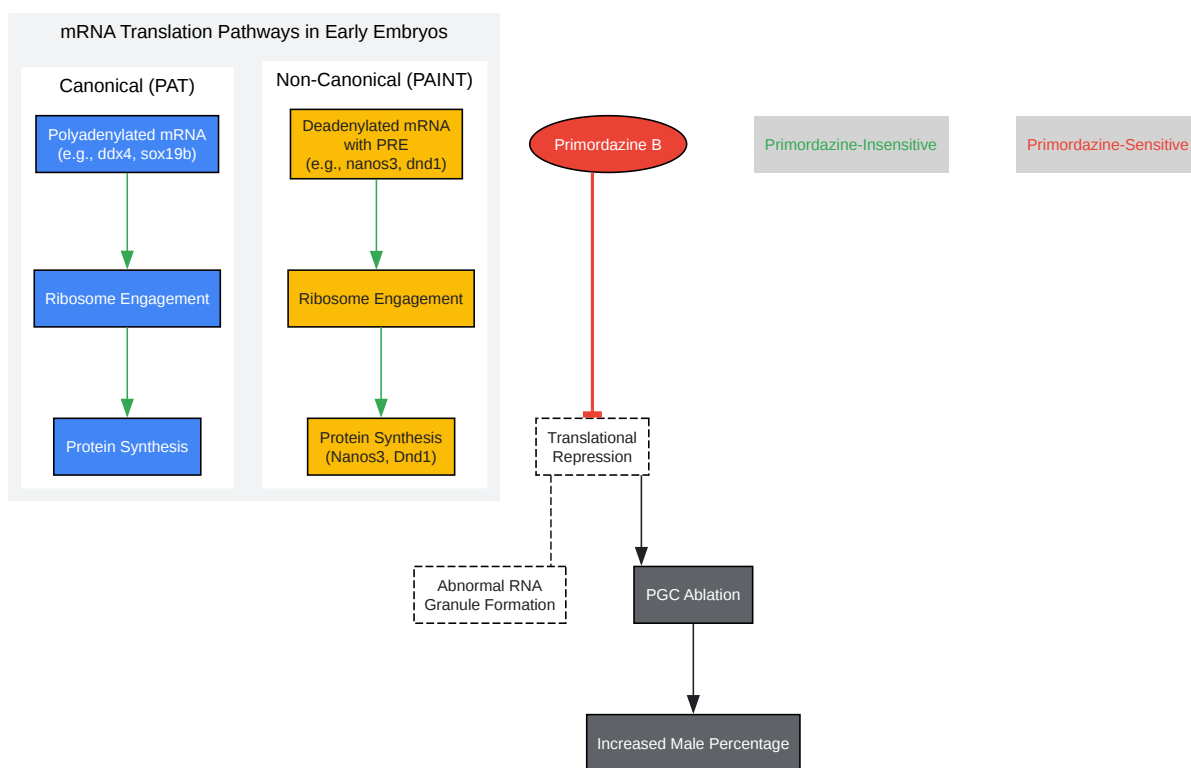 mRNA Translation Pathways in Early Embryos
Canonical (PAT)
Polyadenylated mRNA
(e.g., ddx4, sox19b)
Ribosome Engagement
Protein Synthesis
Non-Canonical (PAINT)
Deadenylated mRNA
with PRE
(e.g., nanos3, dnd1)
Ribosome Engagement
Protein Synthesis
(Nanos3, Dnd1)
Primordazine B
Primordazine-Insensitive
Primordazine-Sensitive
Translational
Repression
Abnormal RNA
Granule Formation
PGC Ablation
Increased Male Percentage